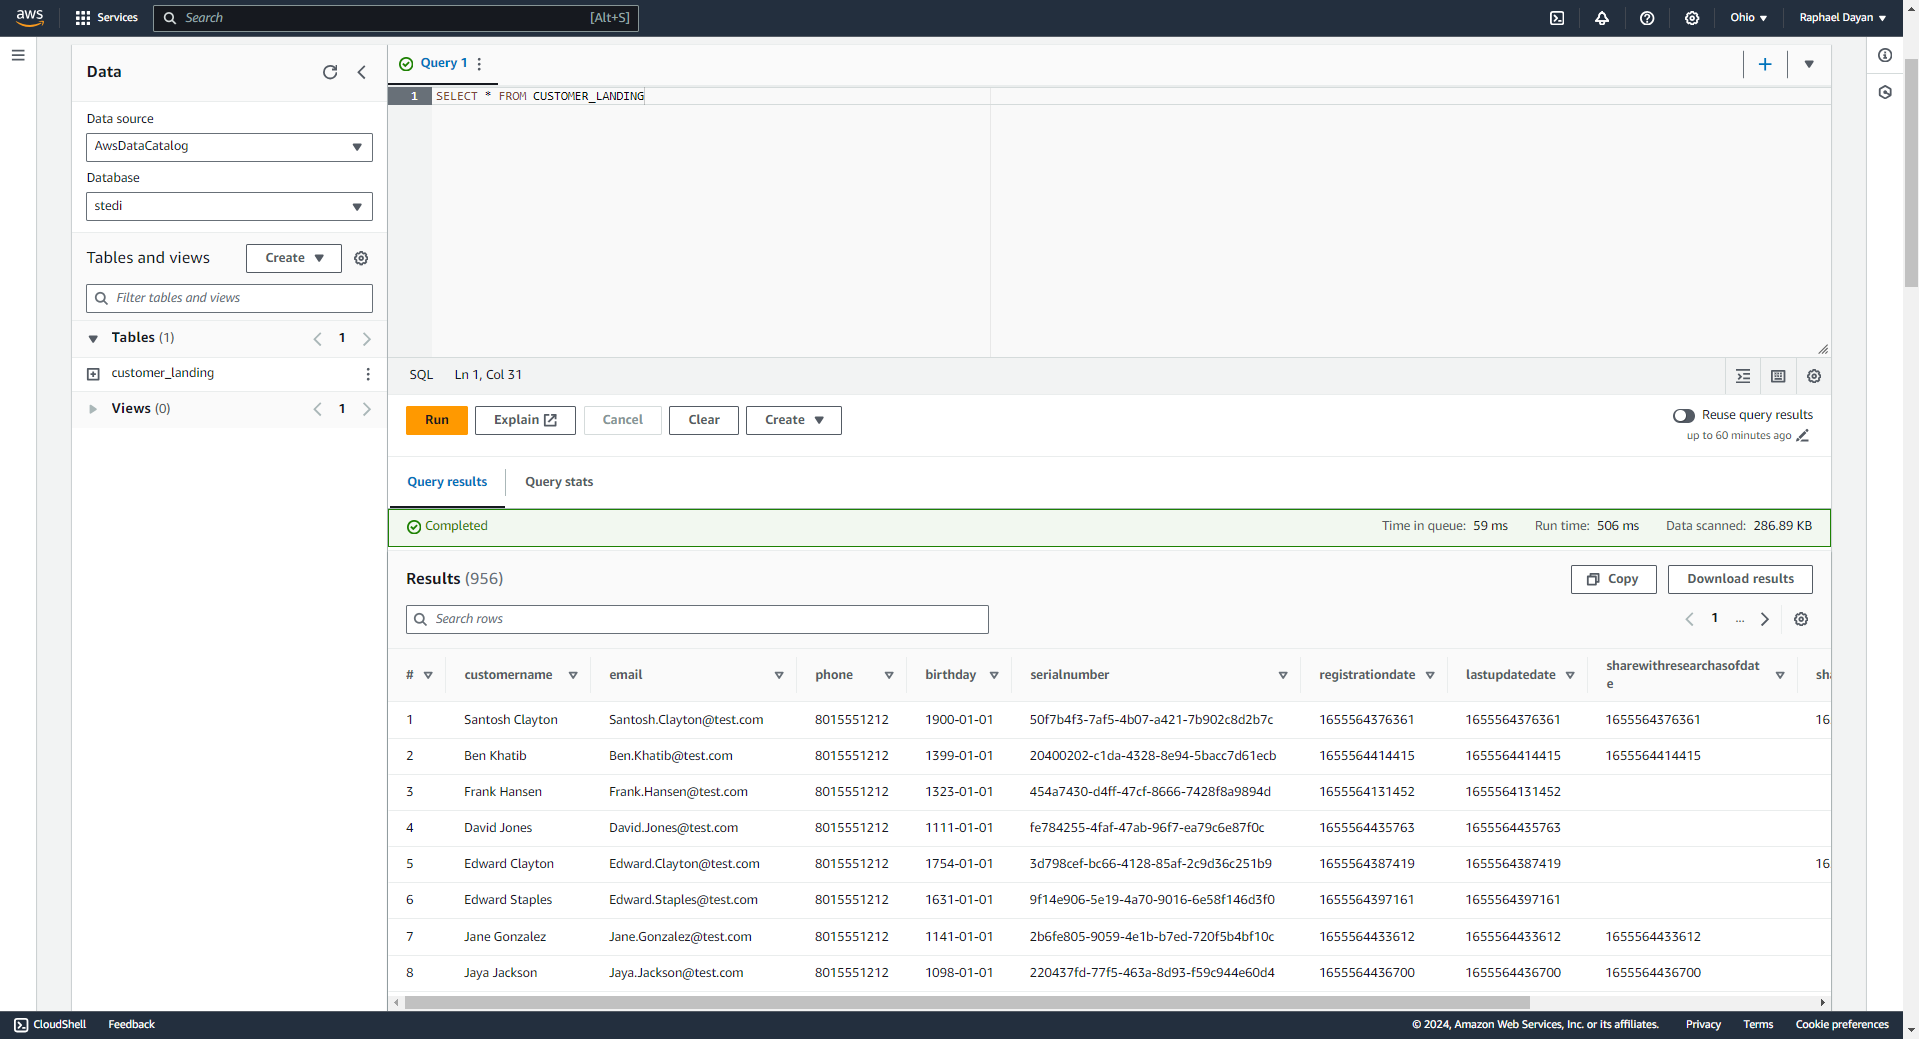 aws Services Search [Alt+S] Ohio Raphael Dayan
Data
Data source
AwsDataCatalog
Database
stedi
Tables and views Create
Filter tables and views
Tables (1) 1
customer_landing
Views (0) 1
Query 1
1 SELECT * FROM CUSTOMER_LANDING
SQL Ln 1, Col 31
Run Explain Cancel Clear Create
Reuse query results
up to 60 minutes ago
Query results Query stats
Completed Time in queue: 59 ms Run time: 506 ms Data scanned: 286.89 KB
Results (956) Copy Download results
Search rows 1 ...
# customername email phone birthday serialnumber registrationdate lastupdatedate sharewithresearchasofdat sha
e
1 Santosh Clayton Santosh.Clayton@test.com 8015551212 1900-01-01 50f7b4f3-7af5-4b07-a421-7b902c8d2b7c 1655564376361 1655564376361 1655564376361 16
2 Ben Khatib Ben.Khatib@test.com 8015551212 1399-01-01 20400202-c1da-4328-8e94-5bacc7d61ecb 1655564414415 1655564414415 1655564414415
3 Frank Hansen Frank.Hansen@test.com 8015551212 1323-01-01 454a7430-d4ff-47cf-8666-7428f8a9894d 1655564131452 1655564131452
4 David Jones David.Jones@test.com 8015551212 1111-01-01 fe784255-4faf-47ab-96f7-ea79c6e87f0c 1655564435763 1655564435763
5 Edward Clayton Edward.Clayton@test.com 8015551212 1754-01-01 3d798cef-bc66-4128-85af-2c9d36c251b9 1655564387419 1655564387419 16
6 Edward Staples Edward.Staples@test.com 8015551212 1631-01-01 9f14e906-5e19-4a70-9016-6e58f146d3f0 1655564397161 1655564397161
7 Jane Gonzalez Jane.Gonzalez@test.com 8015551212 1141-01-01 2b6fe805-9059-4e1b-b7ed-720f5b4bf10c 1655564433612 1655564433612 1655564433612
8 Jaya Jackson Jaya.Jackson@test.com 8015551212 1098-01-01 220437fd-77f5-463a-8d93-f59c944e60d4 1655564436700 1655564436700 1655564436700
CloudShell Feedback © 2024, Amazon Web Services, Inc. or its affiliates. Privacy Terms Cookie preferences